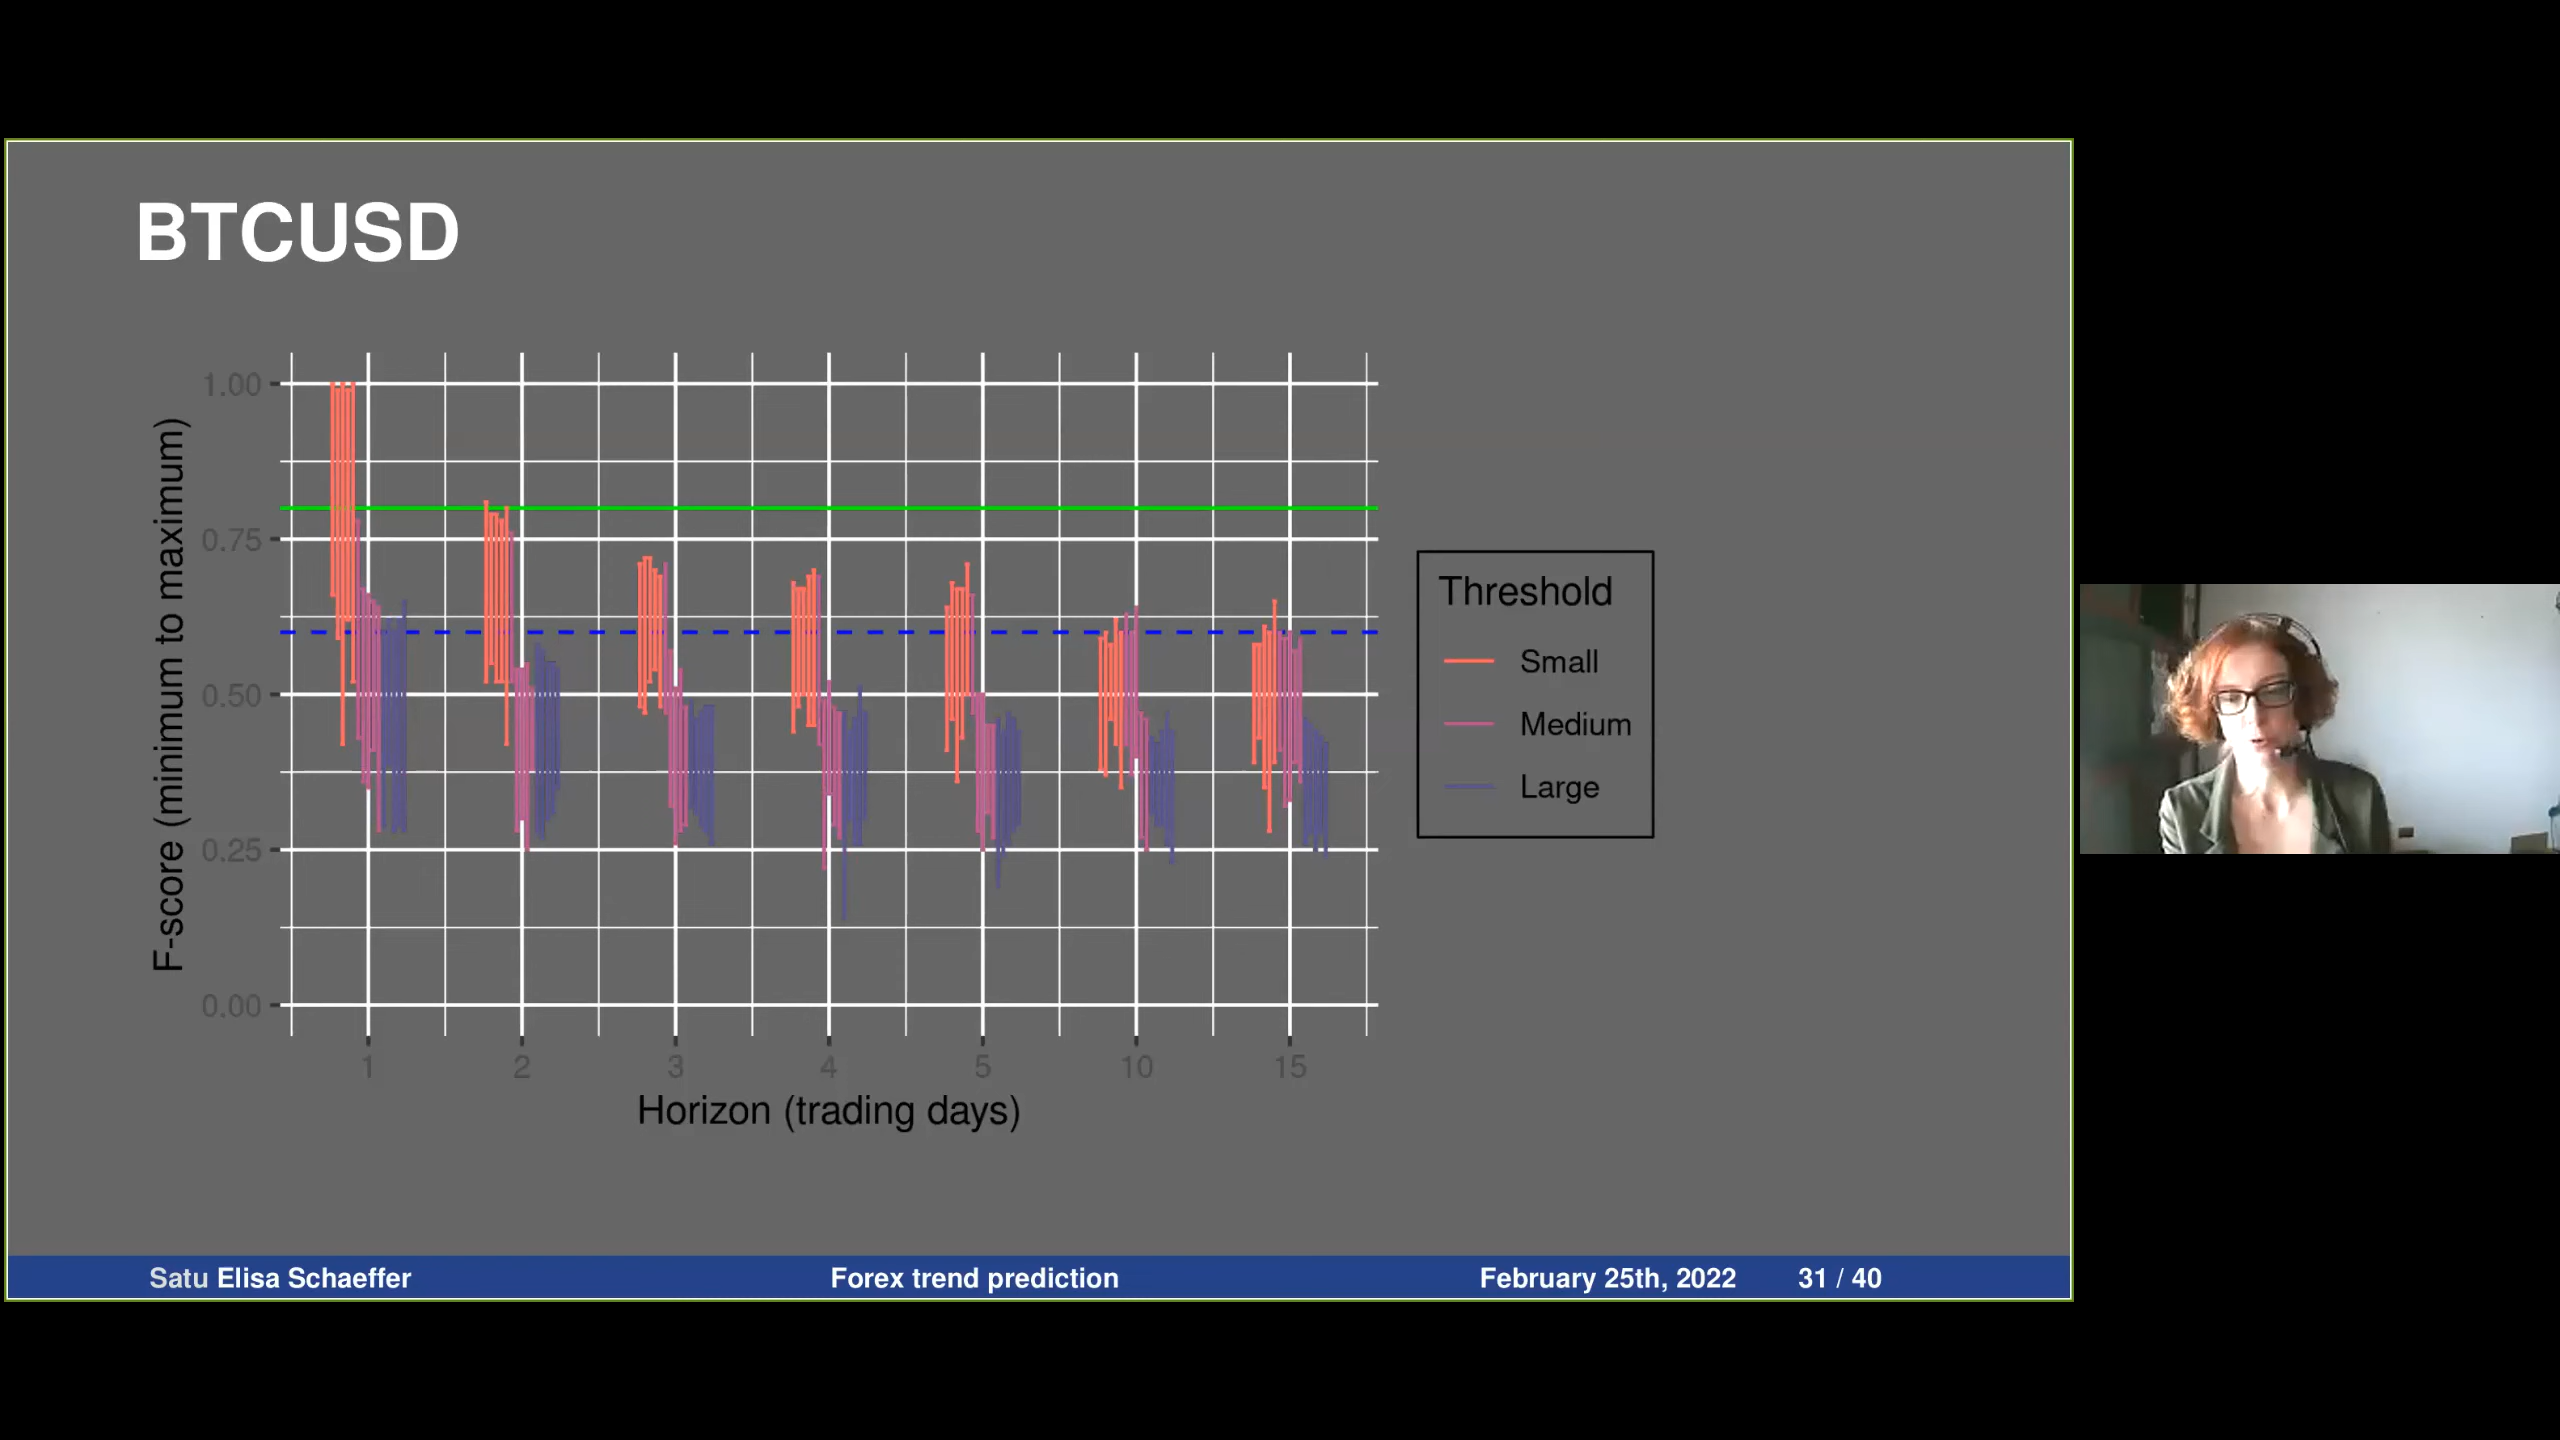 BTCUSD
F-score (minimum to maximum)
1.00
0.75
0.50
0.25
0.00
1 2 3 4 5 10 15
Horizon (trading days)
Threshold
Small
Medium
Large
Satu Elisa Schaeffer Forex trend prediction February 25th, 2022 31 / 40